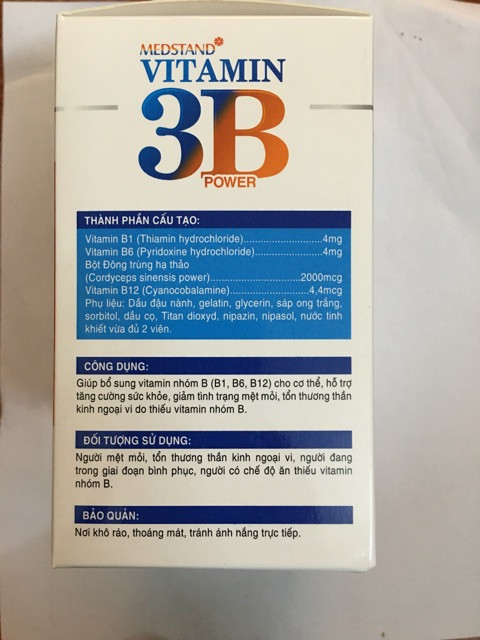 MEDSTAND
VITAMIN
3B
POWER
THÀNH PHẦN CẤU TẠO:
Vitamin B1 (Thiamin hydrochloride)...........................4mg
Vitamin B6 (Pyridoxine hydrochloride).......................4mg
Bột Đông trùng hạ thảo
(Cordyceps sinensis power)...............................2000mcg
Vitamin B12 (Cyanocobalamine)...........................4,4mcg
Phụ liệu: Dầu đậu nành, gelatin, glycerin, sáp ong trắng,
sorbitol, dầu cọ, Titan dioxyd, nipazin, nipasol, nước tinh
khiết vừa đủ 2 viên.
CÔNG DỤNG:
Giúp bổ sung vitamin nhóm B (B1, B6, B12) cho cơ thể, hỗ trợ
tăng cường sức khỏe, giảm tình trạng mệt mỏi, tổn thương thần
kinh ngoại vi do thiếu vitamin nhóm B.
ĐỐI TƯỢNG SỬ DỤNG:
Người mệt mỏi, tổn thương thần kinh ngoại vi, người đang
trong giai đoạn bình phục, người có chế độ ăn thiếu vitamin
nhóm B.
BẢO QUẢN:
Nơi khô ráo, thoáng mát, tránh ánh nắng trực tiếp.